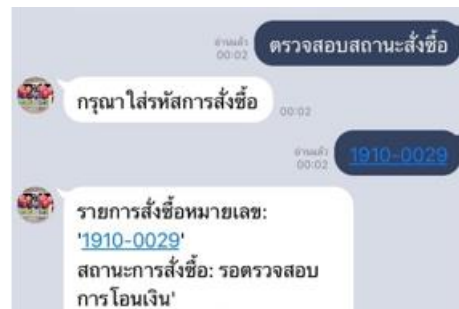 อ่านแล้ว
00:02
ตรวจสอบสถานะสั่งซื้อ
กรุณาใส่รหัสการสั่งซื้อ
00:02
อ่านแล้ว
00:02
1910-0029
รายการสั่งซื้อหมายเลข:
'1910-0029'
สถานะการสั่งซื้อ: รอตรวจสอบ
การโอนเงิน'